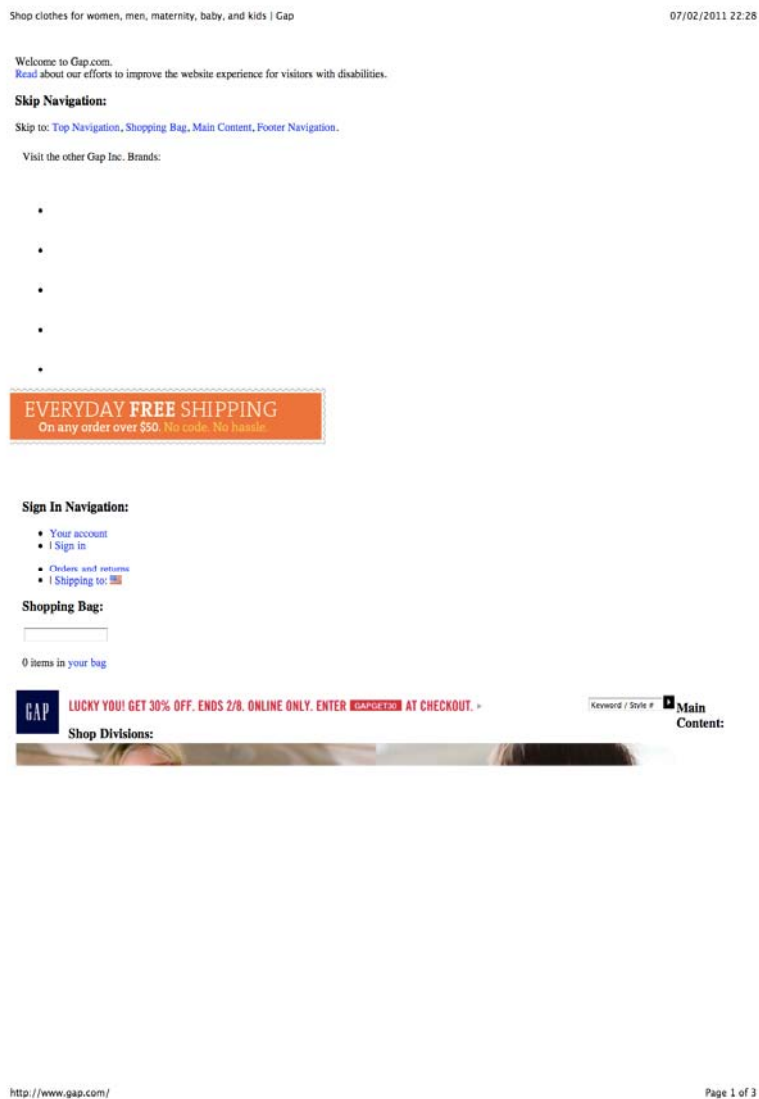 Shop clothes for women, men, maternity, baby, and kids | Gap 07/02/2011 22:28
Welcome to Gap.com.
Read about our efforts to improve the website experience for visitors with disabilities.
Skip Navigation:
Skip to: Top Navigation, Shopping Bag, Main Content, Footer Navigation.
Visit the other Gap Inc. Brands:
EVERYDAY FREE SHIPPING
On any order over $50. No code. No hassle.
Sign In Navigation:
• Your account
• | Sign in
• Orders and returns
• | Shipping to:
Shopping Bag:
0 items in your bag
GAP
LUCKY YOU! GET 30% OFF. ENDS 2/8. ONLINE ONLY. ENTER GAPGET30 AT CHECKOUT.
Keyword / Style #
Main Content:
Shop Divisions:
http://www.gap.com/ Page 1 of 3